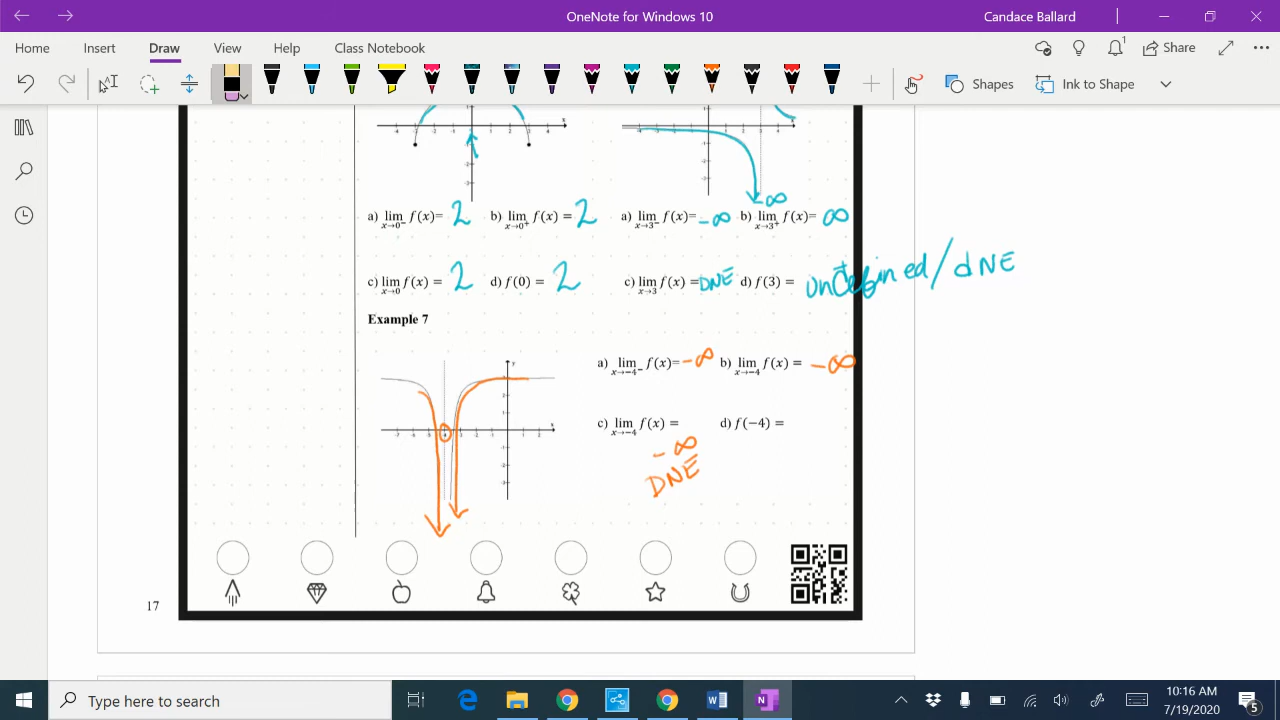 OneNote for Windows 10
Candace Ballard
Home Insert Draw View Help Class Notebook
1
Share
Shapes
Ink to Shape
a) lim x→0⁻ f(x)= 2 b) lim x→0⁺ f(x) = 2 a) lim x→3⁻ f(x)= -∞ b) lim x→3⁺ f(x)= ∞
-∞
c) lim x→0 f(x) = 2 d) f(0) = 2 c) lim x→3 f(x) = DNE d) f(3) = undefined/dNE
Example 7
a) lim x→-4⁻ f(x)= -∞ b) lim x→-4 f(x) = -∞
c) lim x→-4 f(x) = d) f(-4) =
-∞
DNE
17
Type here to search
10:16 AM
7/19/2020
5